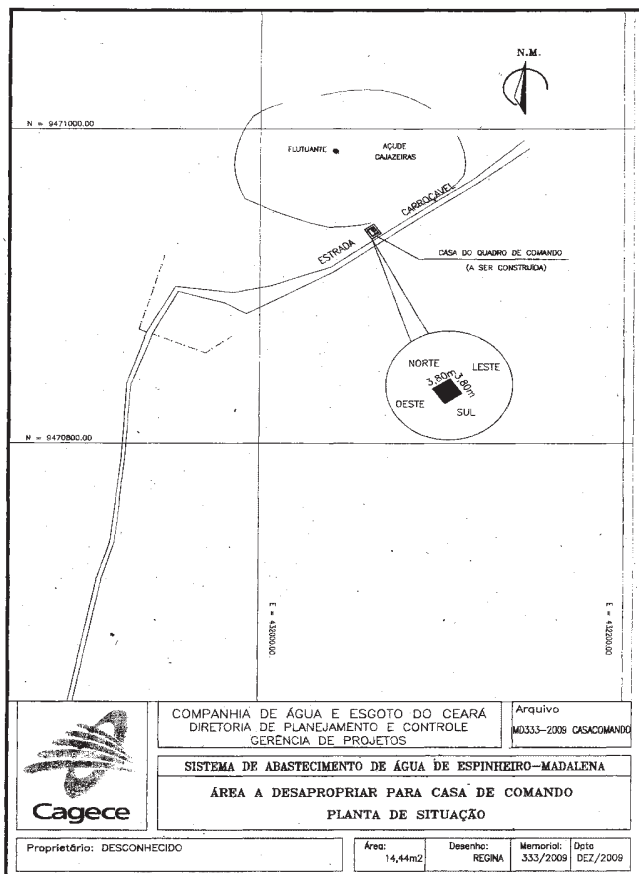 N.M.
N = 9471000.00
FLUTUANTE
AÇUDE
CAJAZEIRAS
ESTRADA CARROÇAVEL
CASA DO QUADRO DE COMANDO
(A SER CONSTRUÍDA)
NORTE
LESTE
3,80m
3,80m
OESTE
SUL
N = 9470800.00
E = 432000.00
E = 432200.00
Cagece
COMPANHIA DE ÁGUA E ESGOTO DO CEARÁ
DIRETORIA DE PLANEJAMENTO E CONTROLE
GERÊNCIA DE PROJETOS
Arquivo
MD333-2009 CASACOMANDO
SISTEMA DE ABASTECIMENTO DE ÁGUA DE ESPINHEIRO-MADALENA
ÁREA A DESAPROPRIAR PARA CASA DE COMANDO
PLANTA DE SITUAÇÃO
Proprietário: DESCONHECIDO
Área:
14,44m2
Desenho:
REGINA
Memorial:
333/2009
Data
DEZ/2009